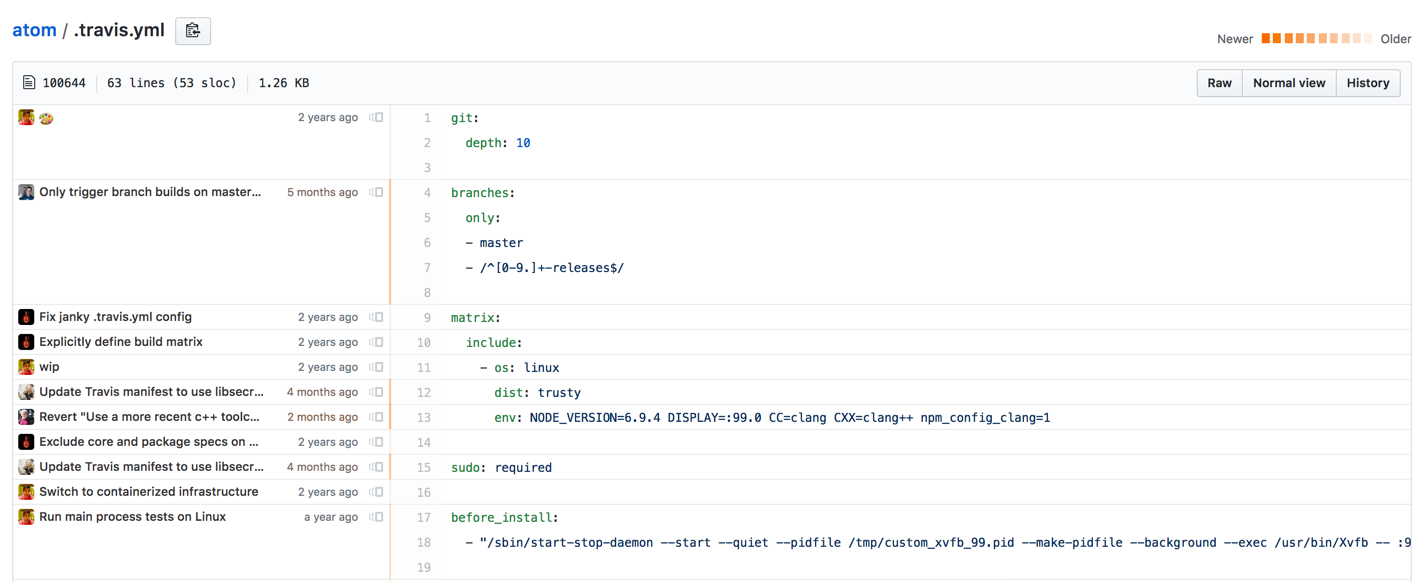 atom / .travis.yml
Newer Older
100644 63 lines (53 sloc) 1.26 KB Raw Normal view History
2 years ago 1 git:
2 depth: 10
3
Only trigger branch builds on master... 5 months ago 4 branches:
5 only:
6 - master
7 - /^[0-9.]+-releases$/
8
Fix janky .travis.yml config 2 years ago 9 matrix:
Explicitly define build matrix 2 years ago 10 include:
wip 2 years ago 11 - os: linux
Update Travis manifest to use libsecr... 4 months ago 12 dist: trusty
Revert "Use a more recent c++ toolc... 2 months ago 13 env: NODE_VERSION=6.9.4 DISPLAY=:99.0 CC=clang CXX=clang++ npm_config_clang=1
Exclude core and package specs on ... 2 years ago 14
Update Travis manifest to use libsecr... 4 months ago 15 sudo: required
Switch to containerized infrastructure 2 years ago 16
Run main process tests on Linux a year ago 17 before_install:
18 - "/sbin/start-stop-daemon --start --quiet --pidfile /tmp/custom_xvfb_99.pid --make-pidfile --background --exec /usr/bin/Xvfb -- :9
19